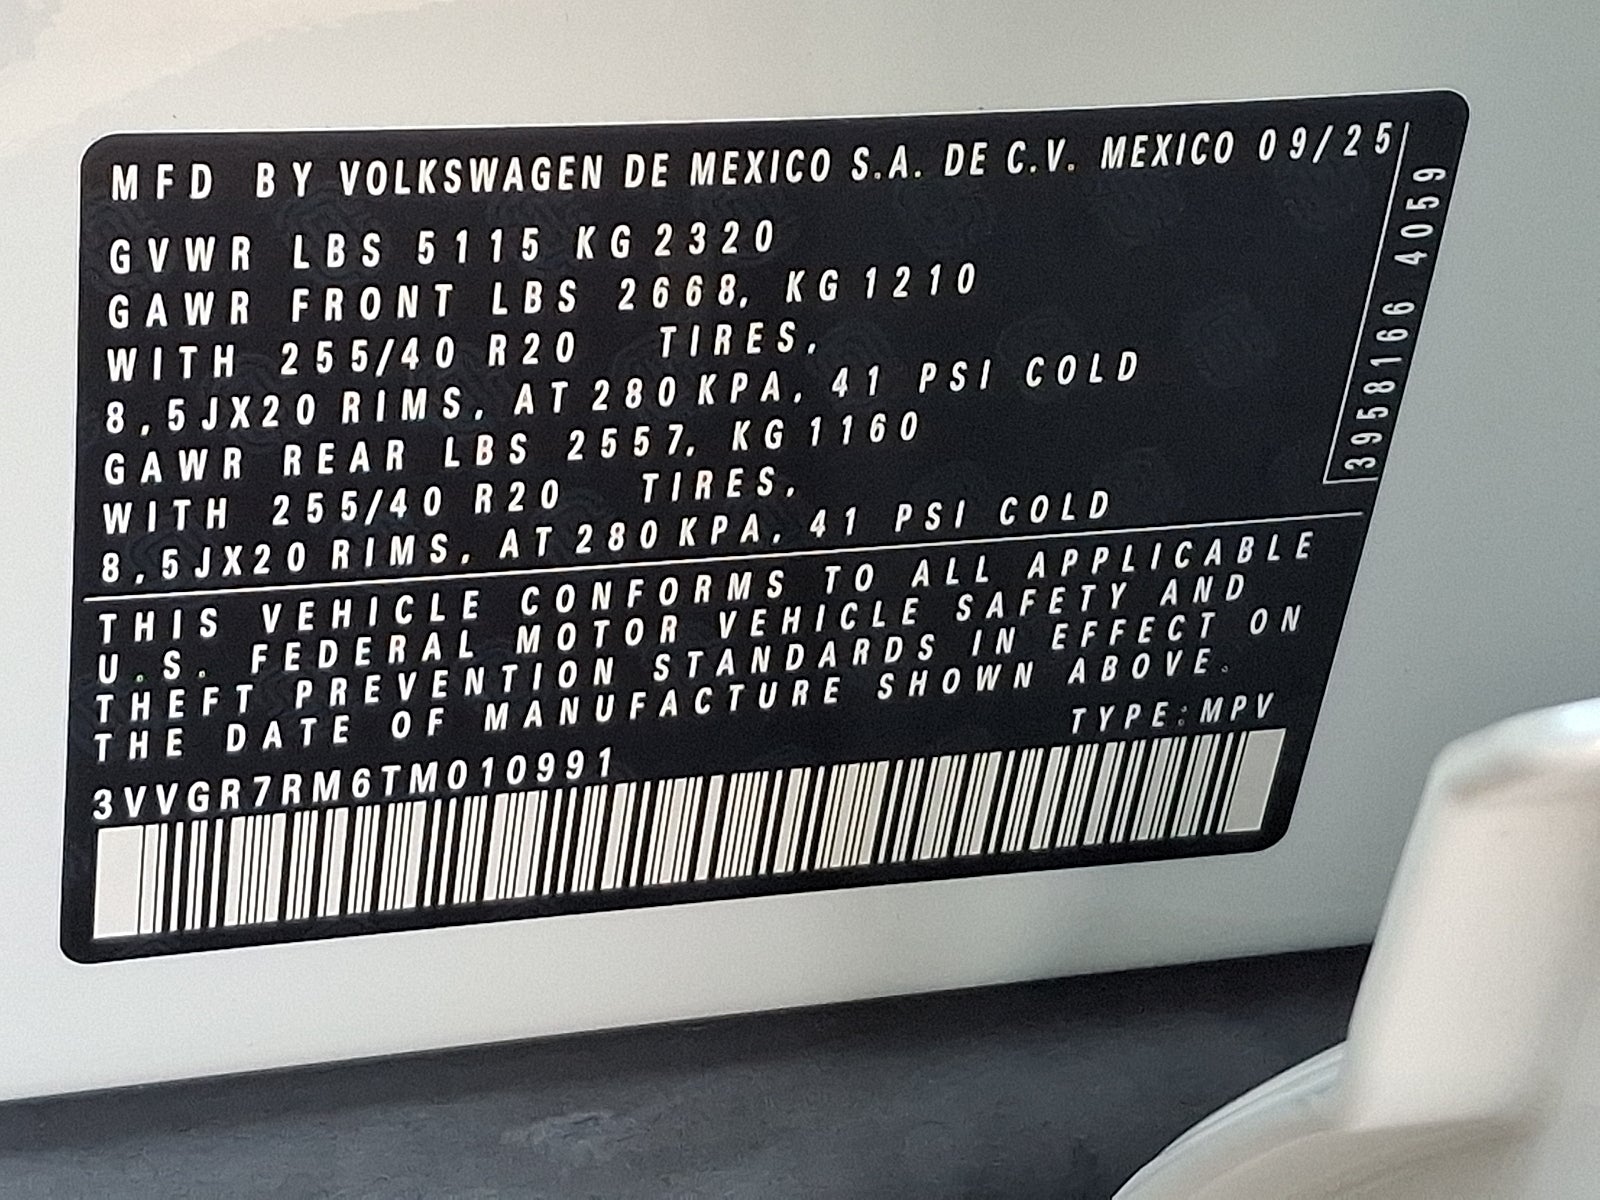 MFD BY VOLKSWAGEN DE MEXICO S.A. DE C.V. MEXICO 09/25
GVWR LBS 5115 KG 2320
GAWR FRONT LBS 2668, KG 1210
WITH 255/40 R20 TIRES,
8,5JX20 RIMS, AT 280 KPA, 41 PSI COLD
GAWR REAR LBS 2557, KG 1160
WITH 255/40 R20 TIRES,
8,5JX20 RIMS, AT 280 KPA, 41 PSI COLD
3958166 4059
THIS VEHICLE CONFORMS TO ALL APPLICABLE
U.S. FEDERAL MOTOR VEHICLE SAFETY AND
THEFT PREVENTION STANDARDS IN EFFECT ON
THE DATE OF MANUFACTURE SHOWN ABOVE.
TYPE:MPV
3VVGR7RM6TM010991